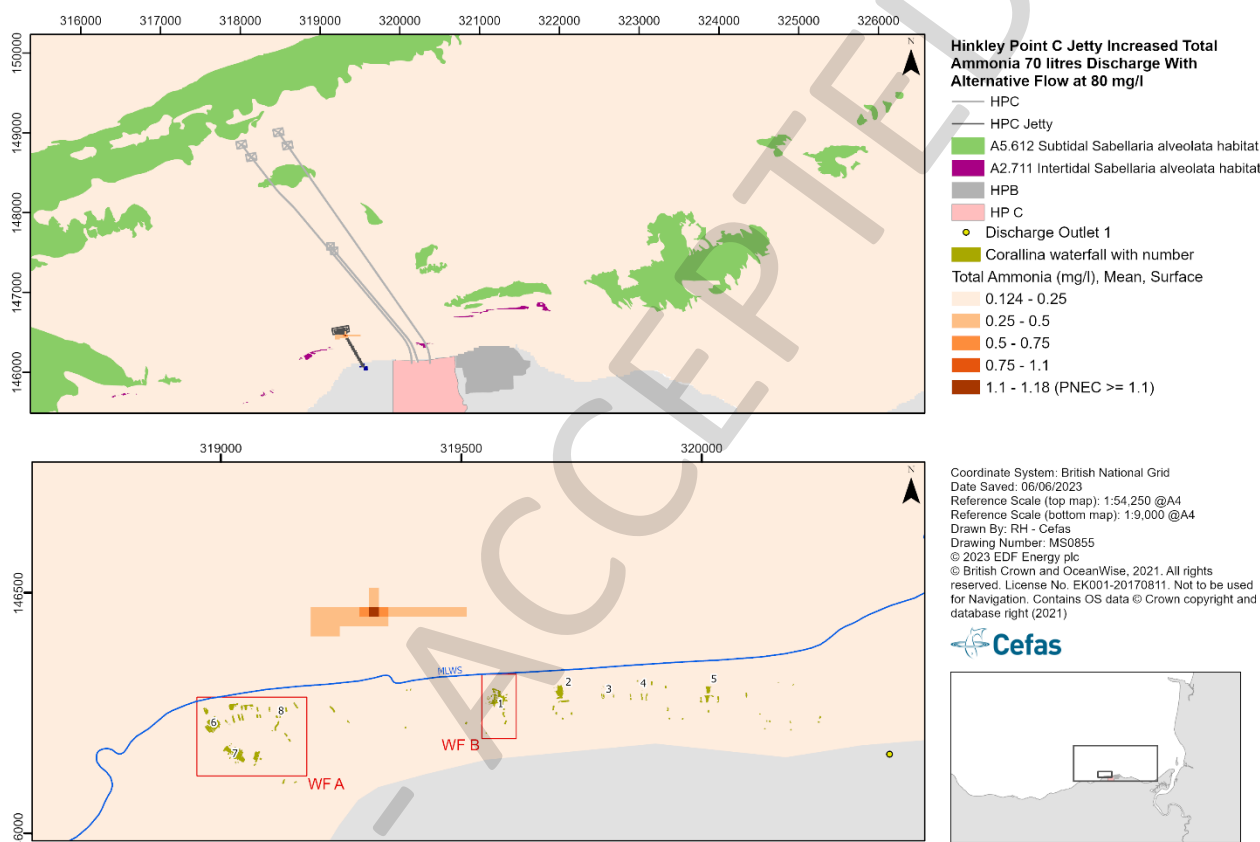 316000 317000 318000 319000 320000 321000 322000 323000 324000 325000 326000
150000
149000
148000
147000
146000
N
Hinkley Point C Jetty Increased Total
Ammonia 70 litres Discharge With
Alternative Flow at 80 mg/l
HPC
HPC Jetty
A5.612 Subtidal Sabellaria alveolata habitat
A2.711 Intertidal Sabellaria alveolata habitat
HPB
HP C
Discharge Outlet 1
Corallina waterfall with number
Total Ammonia (mg/l), Mean, Surface
0.124 - 0.25
0.25 - 0.5
0.5 - 0.75
0.75 - 1.1
1.1 - 1.18 (PNEC >= 1.1)
319000 319500 320000
146500
6000
N
MLWS
1
2
3
4
5
6
7
8
WF A
WF B
Coordinate System: British National Grid
Date Saved: 06/06/2023
Reference Scale (top map): 1:54,250 @A4
Reference Scale (bottom map): 1:9,000 @A4
Drawn By: RH - Cefas
Drawing Number: MS0855
© 2023 EDF Energy plc
© British Crown and OceanWise, 2021. All rights
reserved. License No. EK001-20170811. Not to be used
for Navigation. Contains OS data © Crown copyright and
database right (2021)
Cefas
- ACCEPTED